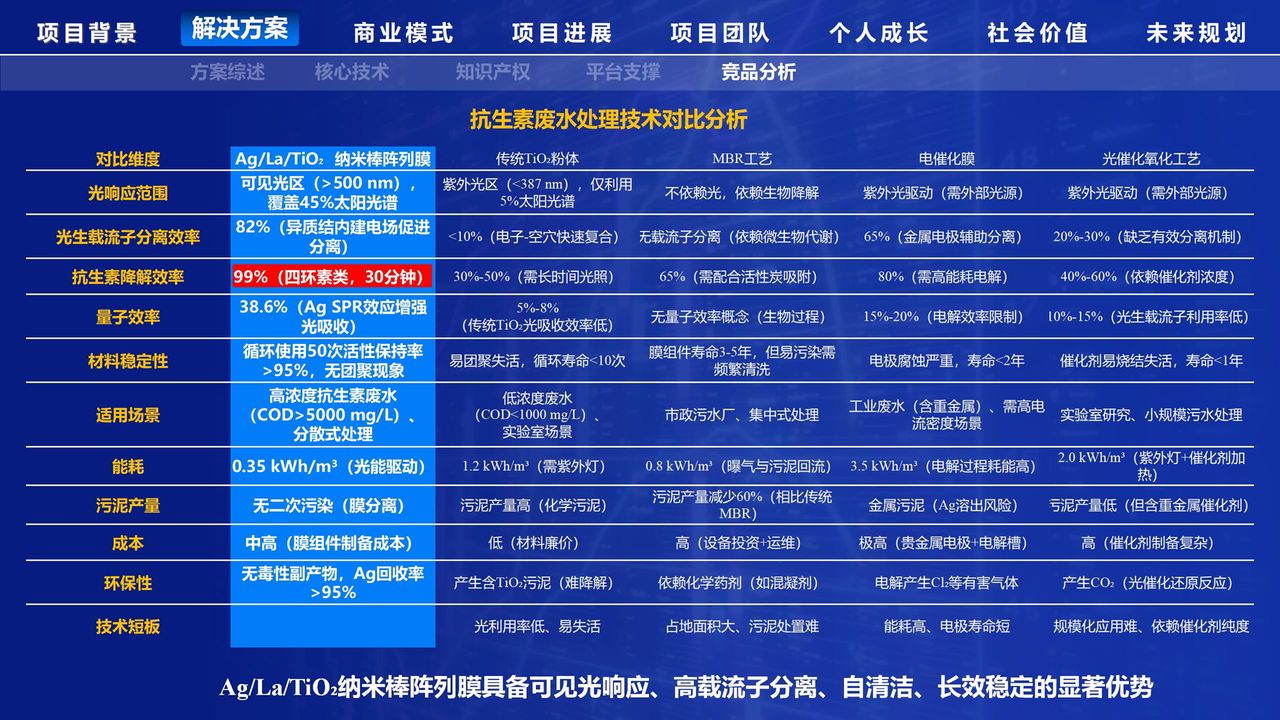 项目背景 解决方案 商业模式 项目进展 项目团队 个人成长 社会价值 未来规划
方案综述 核心技术 知识产权 平台支撑 竞品分析
抗生素废水处理技术对比分析
对比维度 Ag/La/TiO₂ 纳米棒阵列膜 传统TiO₂粉体 MBR工艺 电催化膜 光催化氧化工艺
光响应范围
可见光区（>500 nm），
覆盖45%太阳光谱
紫外光区（<387 nm），仅利用
5%太阳光谱
不依赖光，依赖生物降解
紫外光驱动（需外部光源）
紫外光驱动（需外部光源）
光生载流子分离效率
82%（异质结内建电场促进
分离）
<10%（电子-空穴快速复合）
无载流子分离（依赖微生物代谢）
65%（金属电极辅助分离）
20%-30%（缺乏有效分离机制）
抗生素降解效率
99%（四环素类，30分钟）
30%-50%（需长时间光照）
65%（需配合活性炭吸附）
80%（需高能耗电解）
40%-60%（依赖催化剂浓度）
量子效率
38.6%（Ag SPR效应增强
光吸收）
5%-8%
（传统TiO₂光吸收效率低）
无量子效率概念（生物过程）
15%-20%（电解效率限制）
10%-15%（光生载流子利用率低）
材料稳定性
循环使用50次活性保持率
>95%，无团聚现象
易团聚失活，循环寿命<10次
膜组件寿命3-5年，但易污染需
频繁清洗
电极腐蚀严重，寿命<2年
催化剂易烧结失活，寿命<1年
适用场景
高浓度抗生素废水
（COD>5000 mg/L）、
分散式处理
低浓度废水
（COD<1000 mg/L）、
实验室场景
市政污水厂、集中式处理
工业废水（含重金属）、需高电
流密度场景
实验室研究、小规模污水处理
能耗
0.35 kWh/m³（光能驱动）
1.2 kWh/m³（需紫外灯）
0.8 kWh/m³（曝气与污泥回流）
3.5 kWh/m³（电解过程耗能高）
2.0 kWh/m³（紫外灯+催化剂加
热）
污泥产量
无二次污染（膜分离）
污泥产量高（化学污泥）
污泥产量减少60%（相比传统
MBR）
金属污泥（Ag溶出风险）
污泥产量低（但含重金属催化剂）
成本
中高（膜组件制备成本）
低（材料廉价）
高（设备投资+运维）
极高（贵金属电极+电解槽）
高（催化剂制备复杂）
环保性
无毒性副产物，Ag回收率
>95%
产生含TiO₂污泥（难降解）
依赖化学药剂（如混凝剂）
电解产生Cl₂等有害气体
产生CO₂（光催化还原反应）
技术短板
光利用率低、易失活
占地面积大、污泥处置难
能耗高、电极寿命短
规模化应用难、依赖催化剂纯度
Ag/La/TiO₂纳米棒阵列膜具备可见光响应、高载流子分离、自清洁、长效稳定的显著优势